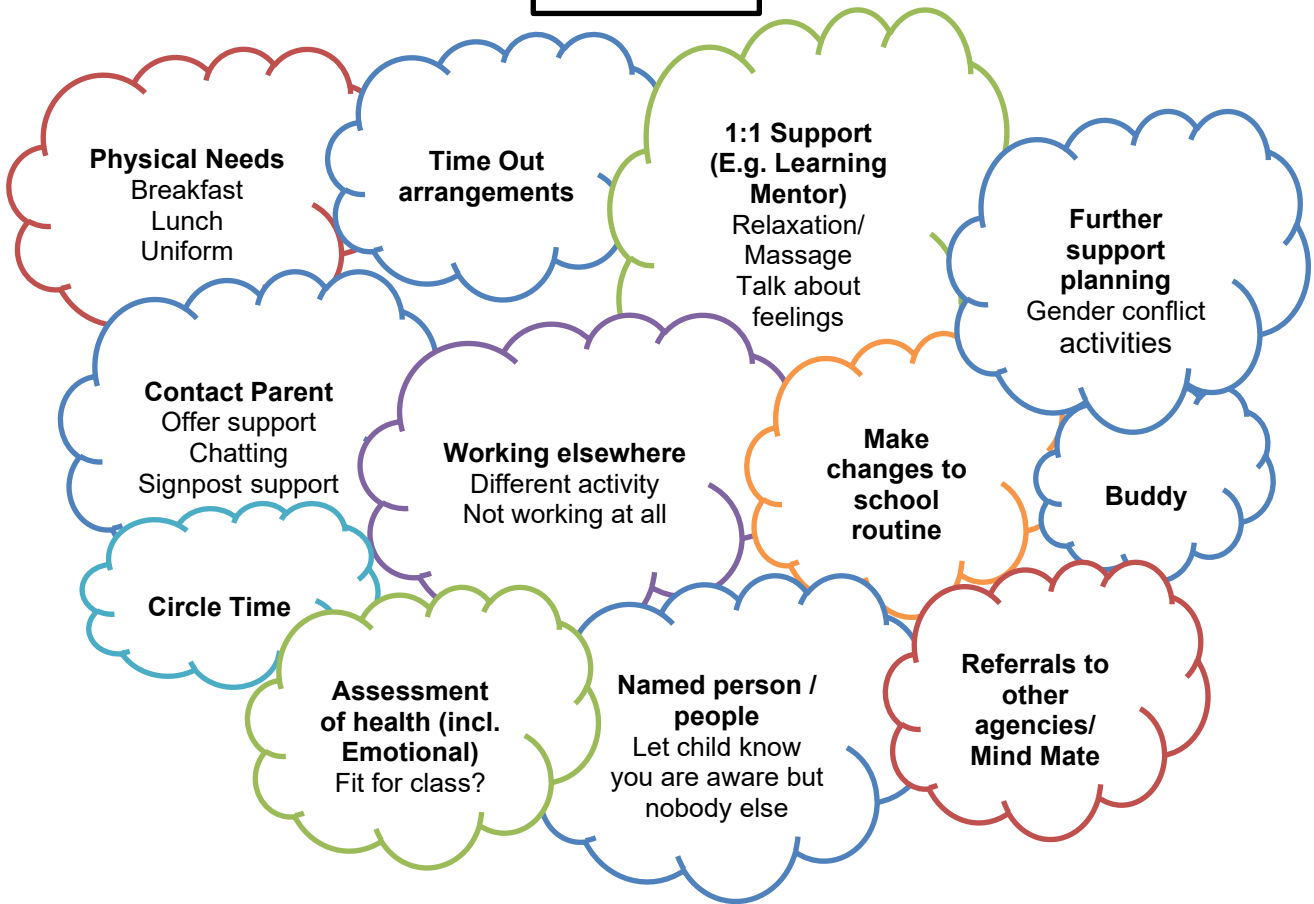 Physical Needs
Breakfast
Lunch
Uniform
Time Out
arrangements
1:1 Support
(E.g. Learning
Mentor)
Relaxation/
Massage
Talk about
feelings
Further
support
planning
Gender conflict
activities
Contact Parent
Offer support
Chatting
Signpost support
Working elsewhere
Different activity
Not working at all
Make
changes to
school
routine
Buddy
Circle Time
Assessment
of health (incl.
Emotional)
Fit for class?
Named person /
people
Let child know
you are aware but
nobody else
Referrals to
other
agencies/
Mind Mate